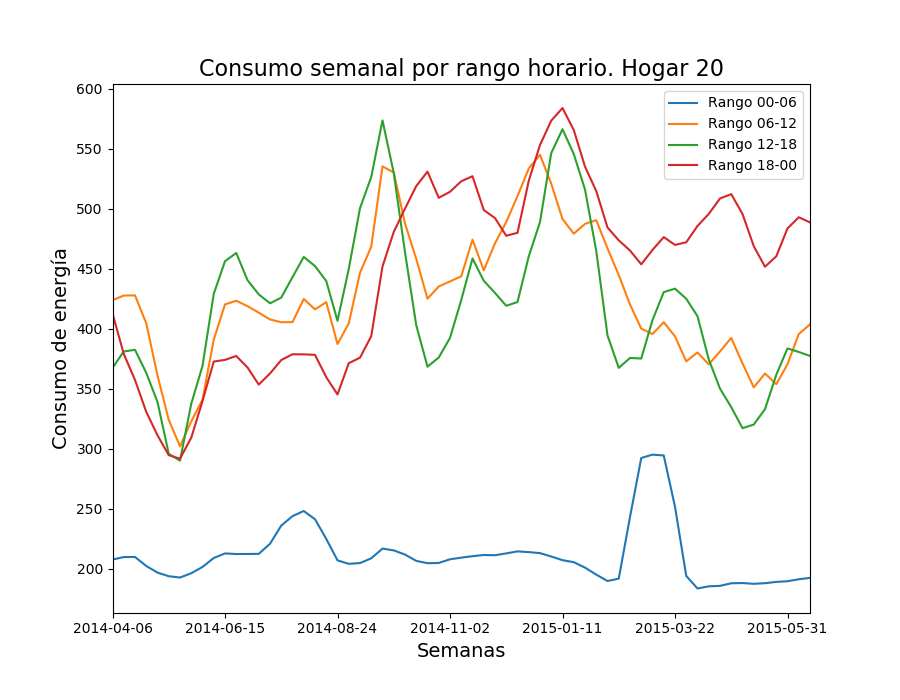 Consumo semanal por rango horario. Hogar 20
Rango 00-06
Rango 06-12
Rango 12-18
Rango 18-00
600
550
500
450
400
350
300
250
200
Consumo de energía
2014-04-06
2014-06-15
2014-08-24
2014-11-02
2015-01-11
2015-03-22
2015-05-31
Semanas